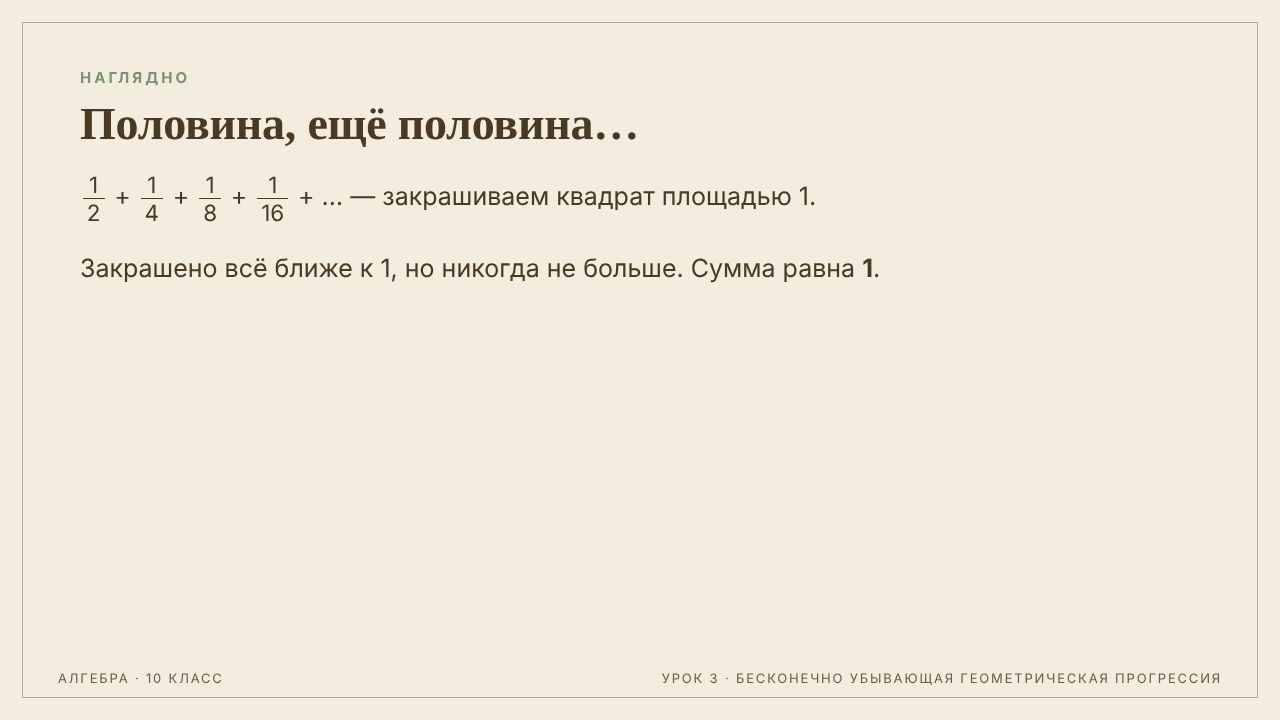 НАГЛЯДНО
Половина, ещё половина…
1/2 + 1/4 + 1/8 + 1/16 + … — закрашиваем квадрат площадью 1.
Закрашено всё ближе к 1, но никогда не больше. Сумма равна 1.
АЛГЕБРА · 10 КЛАСС
УРОК 3 · БЕСКОНЕЧНО УБЫВАЮЩАЯ ГЕОМЕТРИЧЕСКАЯ ПРОГРЕССИЯ